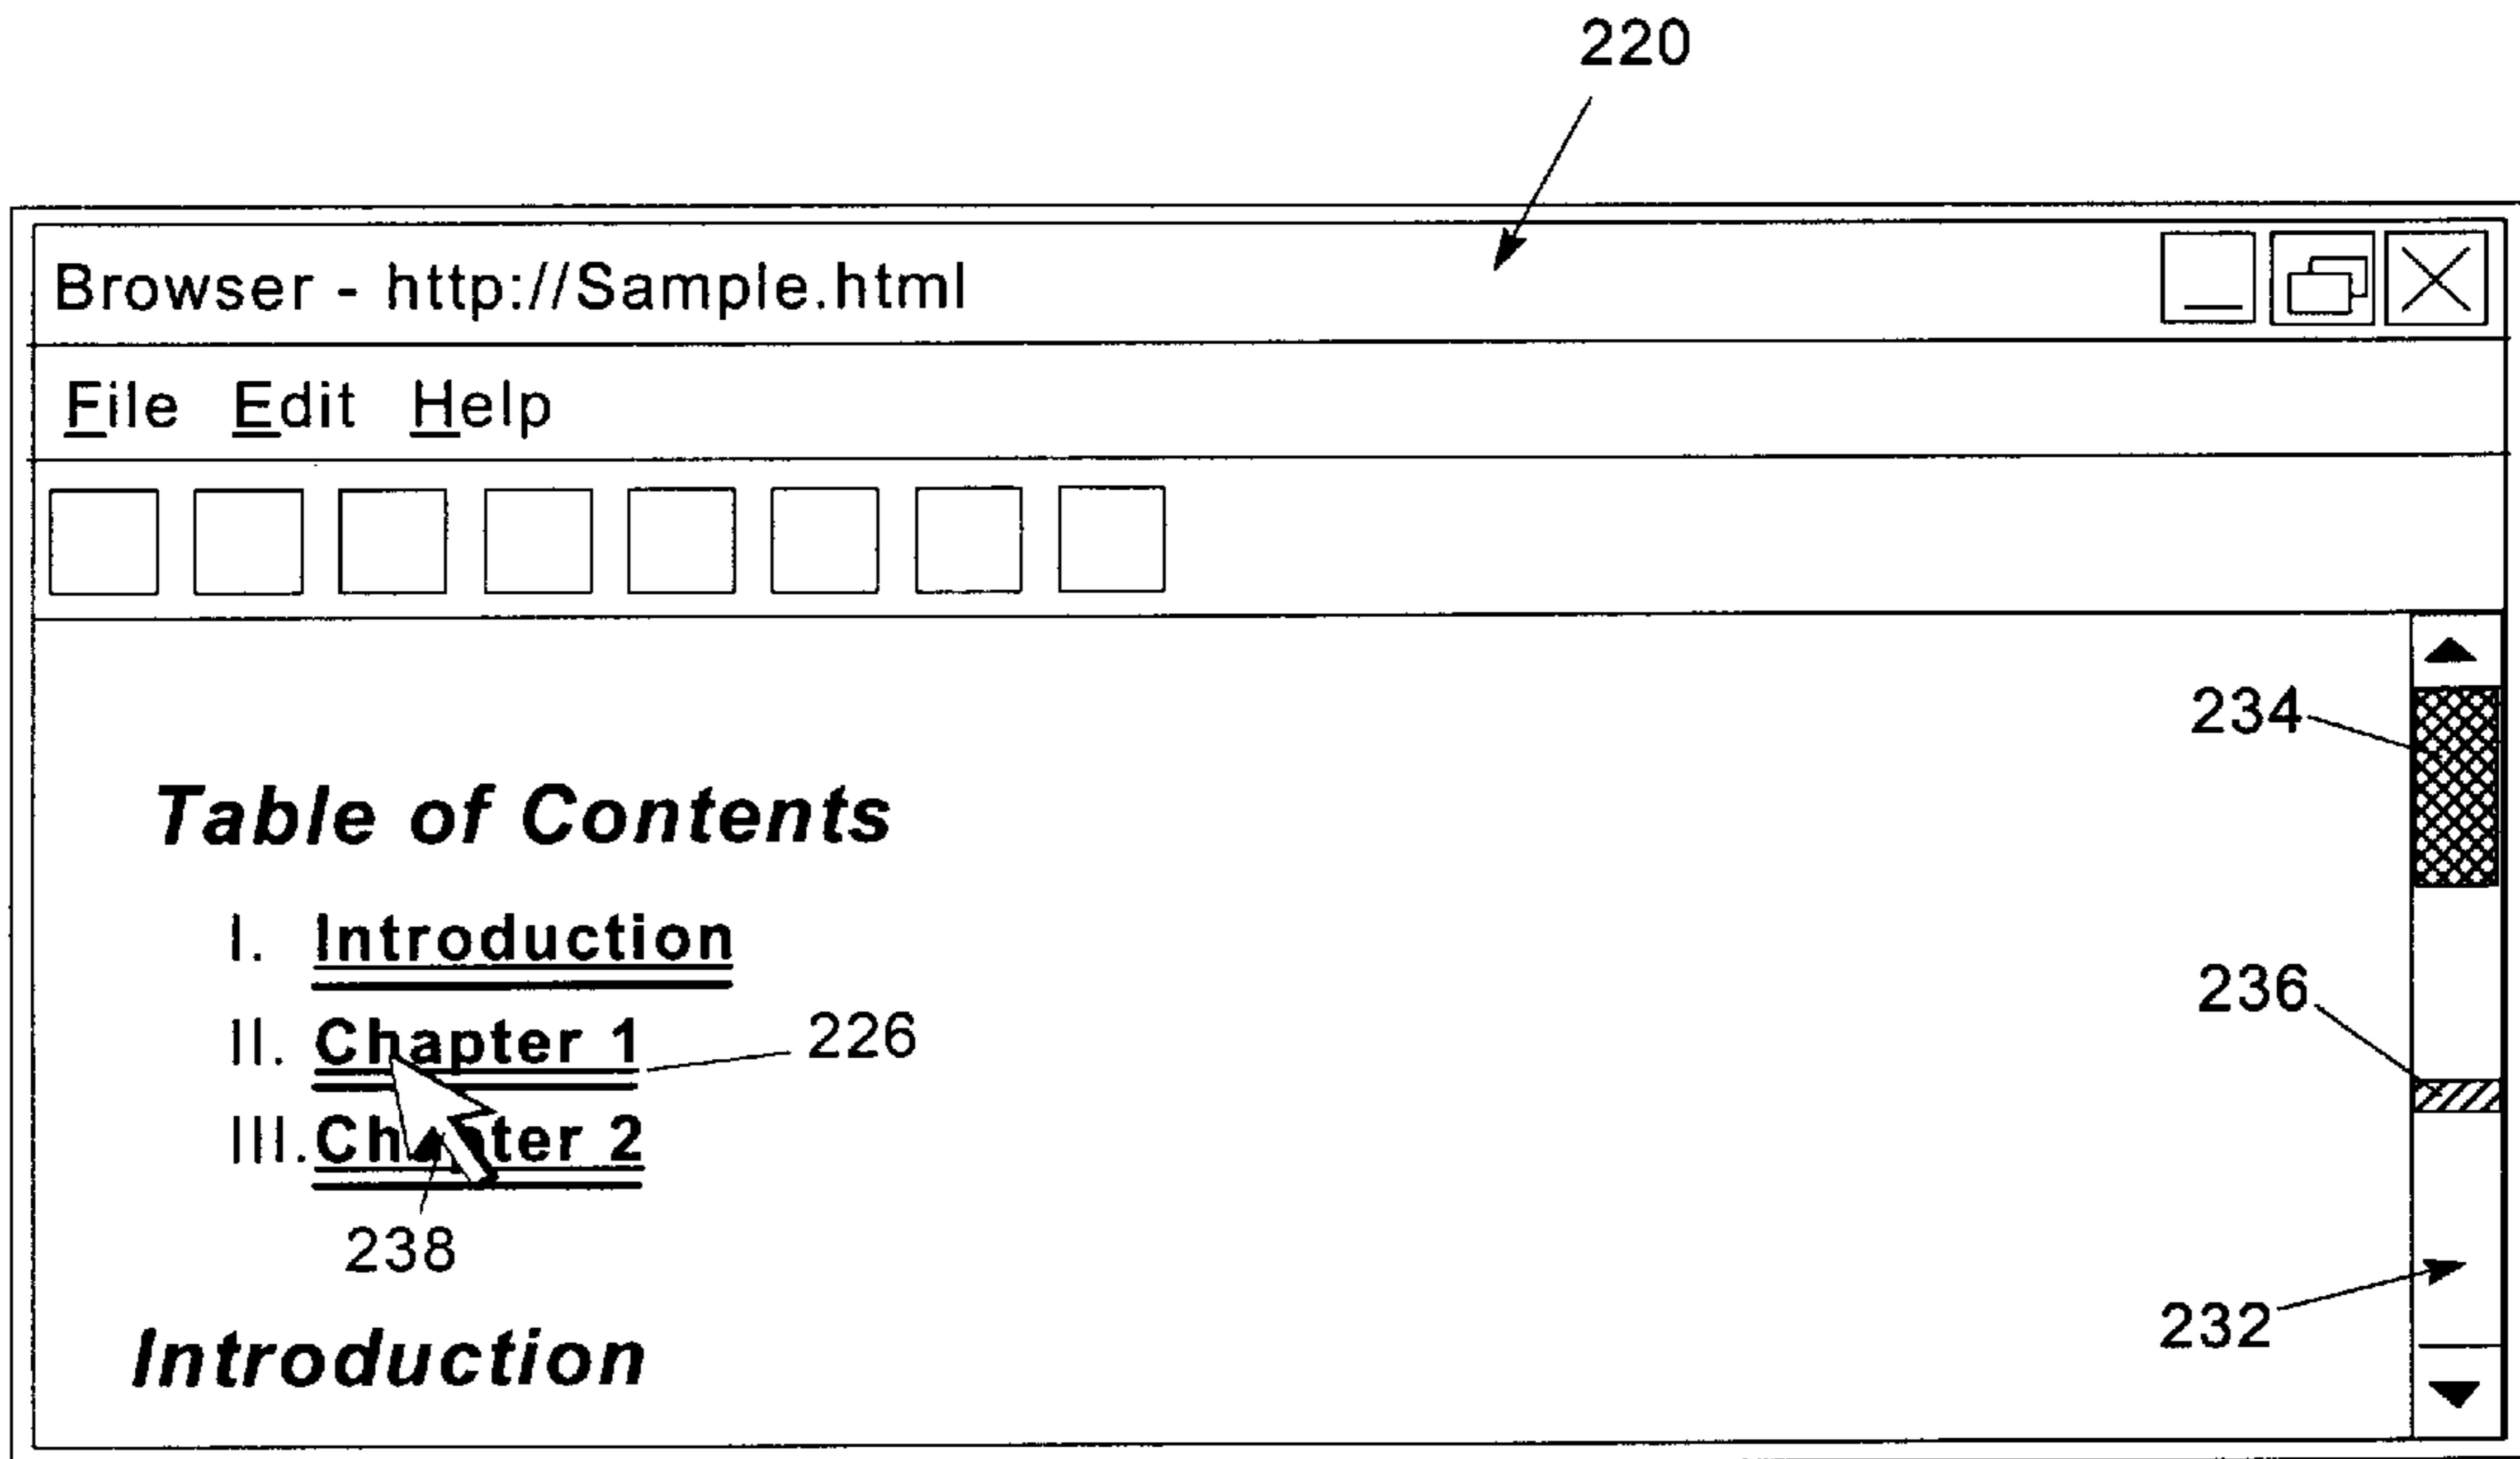 220
Browser - http://Sample.html
File Edit Help
234
Table of Contents
I. Introduction
236
II. Chapter 1
226
III. Chapter 2
238
232
Introduction